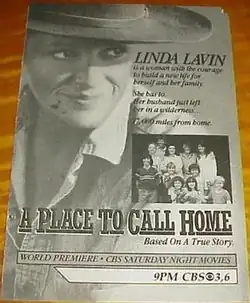 LINDA LAVIN
is a woman with the courage
to build a new life for
herself and her family.
She has to.
Her husband just left
her in a wilderness...
12,000 miles from home.
A PLACE TO CALL HOME
Based On A True Story.
WORLD PREMIERE • CBS SATURDAY NIGHT MOVIES
9PM CBS 3,6